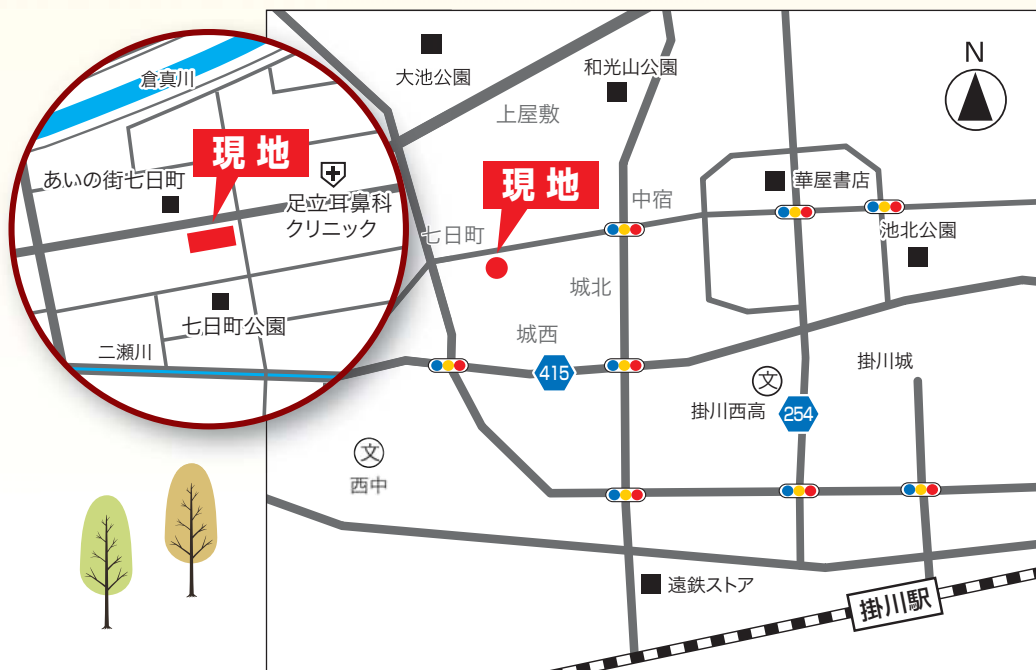 倉真川
現地
あいの街七日町
足立耳鼻科
クリニック
七日町公園
二瀬川
大池公園
和光山公園
N
上屋敷
現地
中宿
華屋書店
七日町
池北公園
城北
城西
415
掛川城
文
掛川西高
254
文
西中
遠鉄ストア
掛川駅